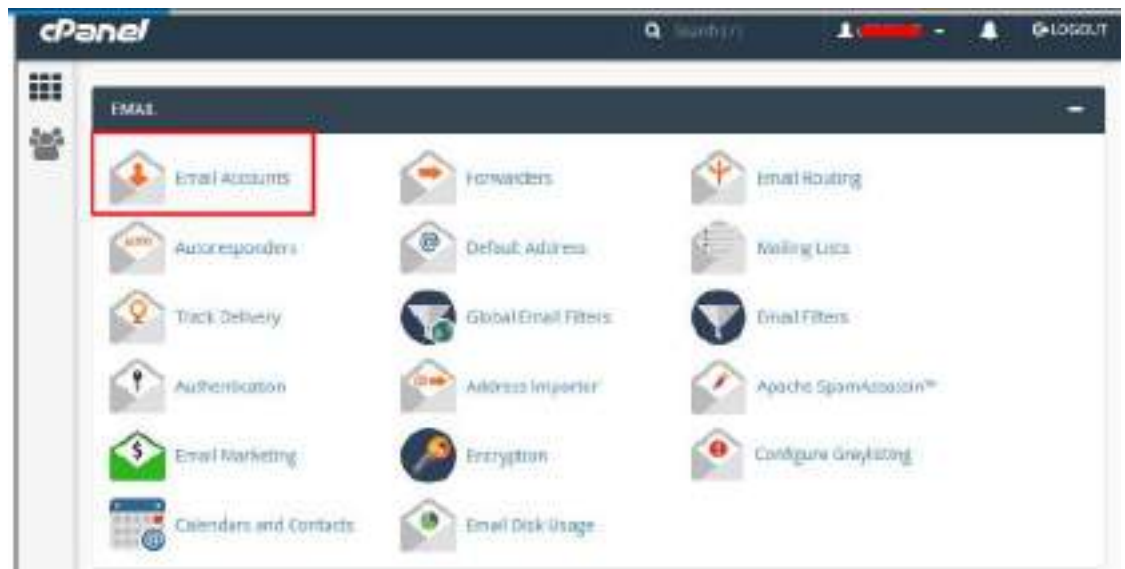 cPanel
LOGOUT
EMAIL
Email Accounts
Forwarders
Email Routing
Autoresponders
Default Address
Mailing Lists
Track Delivery
Global Email Filters
Email Filters
Authentication
Address Importer
Apache SpamAssassin™
Email Marketing
Encryption
Configure Greylisting
Calendars and Contacts
Email Disk Usage